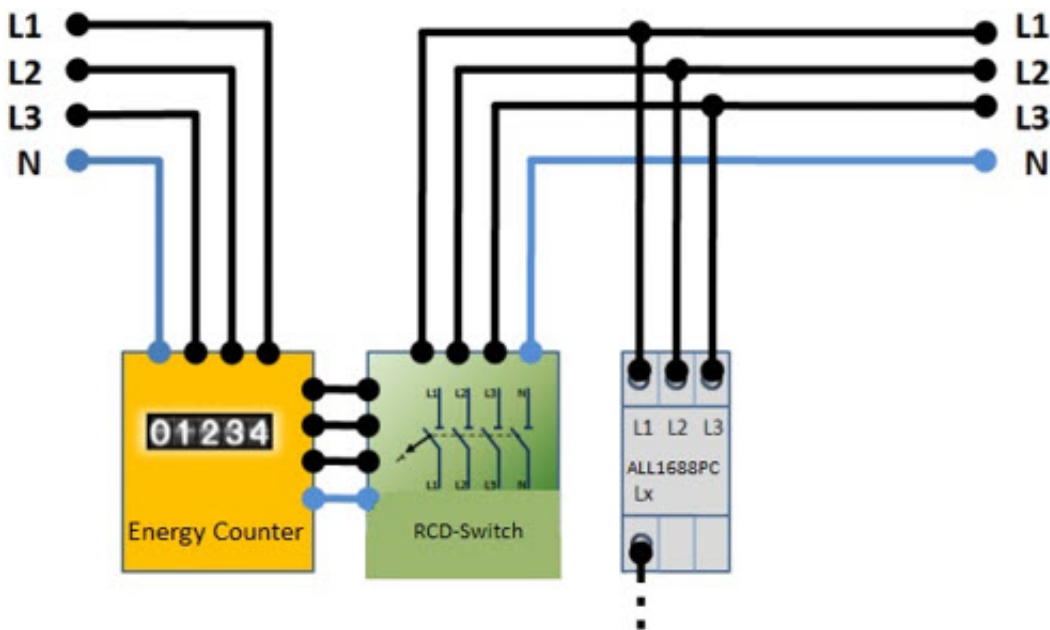 L1
L2
L3
N
L1
L2
L3
N
01234
Energy Counter
L1 L2 L3 N
L1 L2 L3 N
RCD-Switch
L1 L2 L3
ALL1688PC
Lx